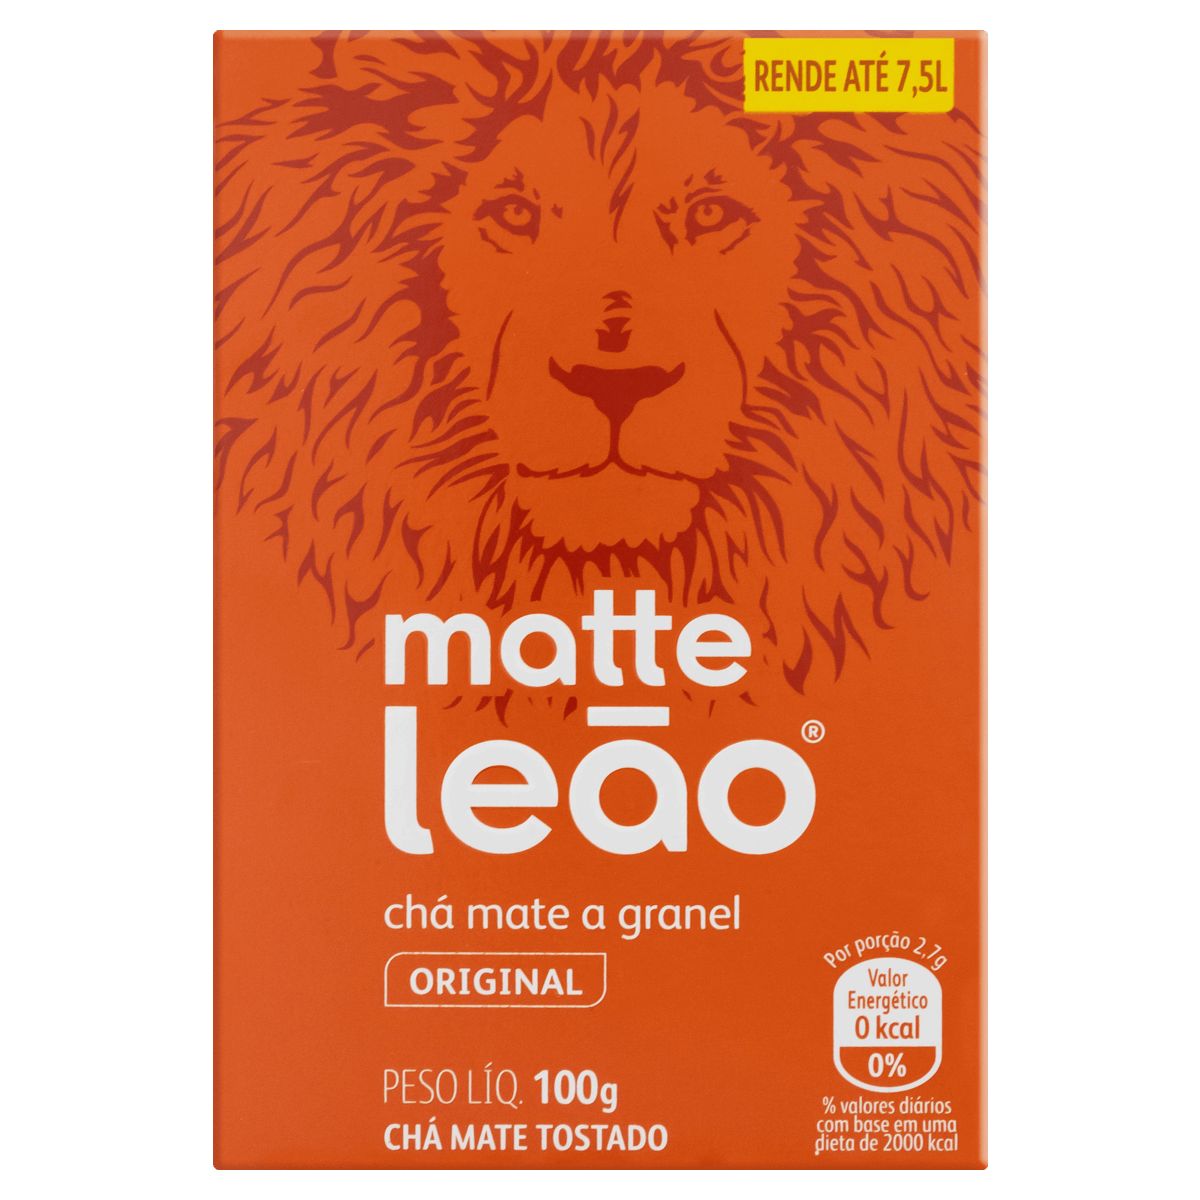 RENDE ATÉ 7,5L
matte
leão®
chá mate a granel
ORIGINAL
Por porção 2,7g
Valor
Energético
0 kcal
0%
% valores diários
com base em uma
dieta de 2000 kcal
PESO LÍQ. 100g
CHÁ MATE TOSTADO